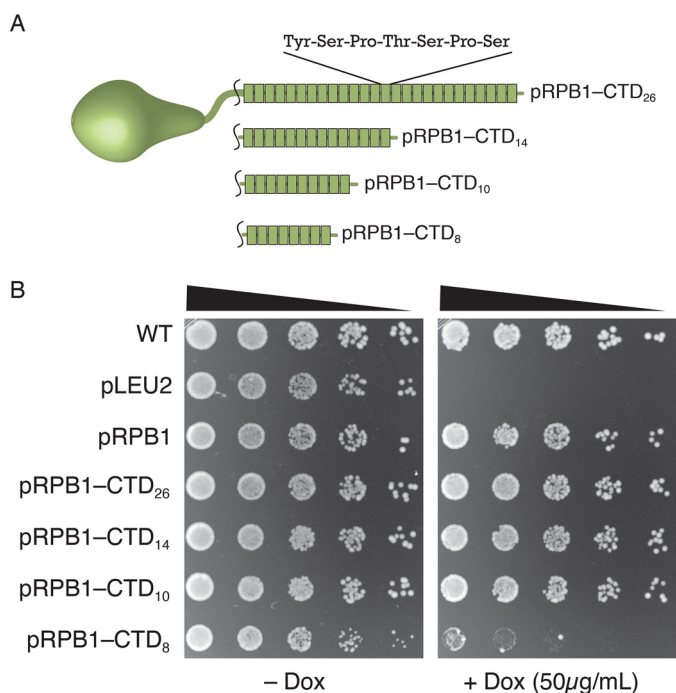 A
Tyr-Ser-Pro-Thr-Ser-Pro-Ser
pRPB1–CTD₂₆
pRPB1–CTD₁₄
pRPB1–CTD₁₀
pRPB1–CTD₈
B
WT
pLEU2
pRPB1
pRPB1–CTD₂₆
pRPB1–CTD₁₄
pRPB1–CTD₁₀
pRPB1–CTD₈
– Dox
+ Dox (50µg/mL)